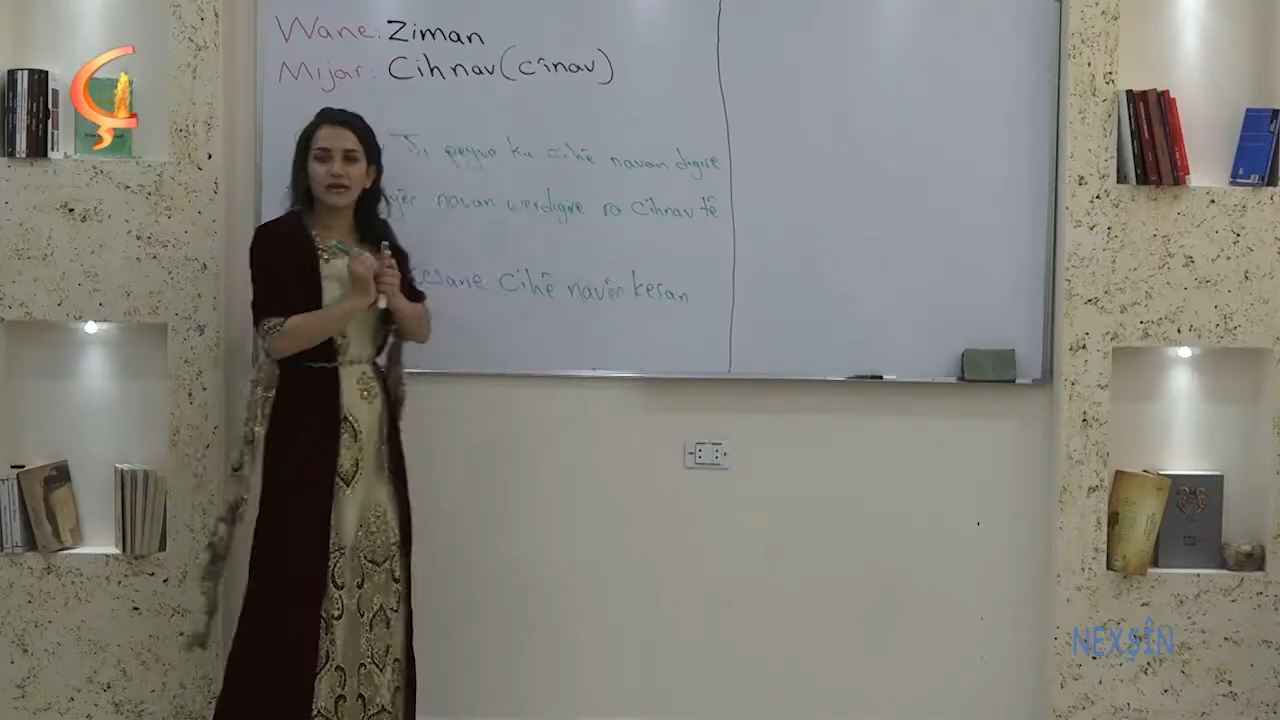 Wane: Ziman
Mijar: Cihnav (cînav)
peyva ku cihê navan digire
navan werdigire ra Cihnav tê
Cihê navên kesan
NEXŞÎN